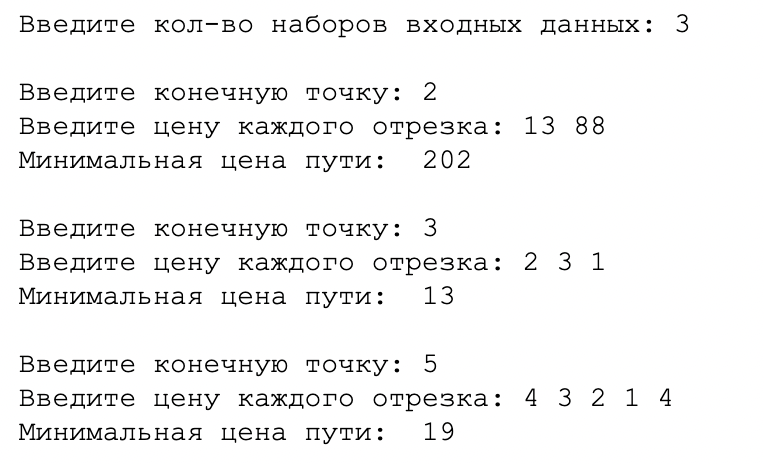 Введите кол-во наборов входных данных: 3
Введите конечную точку: 2
Введите цену каждого отрезка: 13 88
Минимальная цена пути:  202
Введите конечную точку: 3
Введите цену каждого отрезка: 2 3 1
Минимальная цена пути:  13
Введите конечную точку: 5
Введите цену каждого отрезка: 4 3 2 1 4
Минимальная цена пути:  19